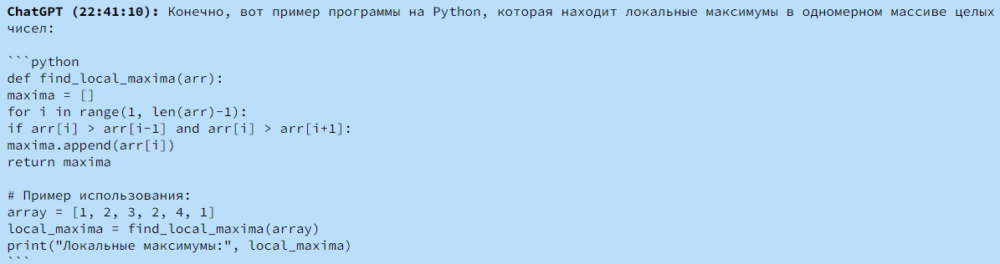 ChatGPT (22:41:10): Конечно, вот пример программы на Python, которая находит локальные максимумы в одномерном массиве целых
чисел:

```python
def find_local_maxima(arr):
maxima = []
for i in range(1, len(arr)-1):
if arr[i] > arr[i-1] and arr[i] > arr[i+1]:
maxima.append(arr[i])
return maxima

# Пример использования:
array = [1, 2, 3, 2, 4, 1]
local_maxima = find_local_maxima(array)
print("Локальные максимумы:", local_maxima)
```